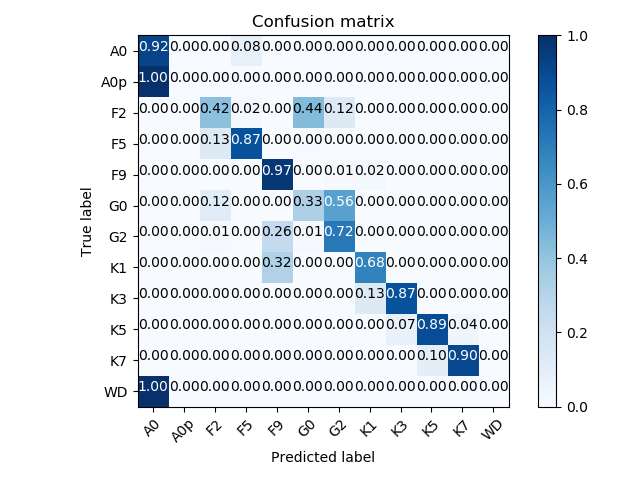 Confusion matrix
A0 0.92 0.00 0.00 0.08 0.00 0.00 0.00 0.00 0.00 0.00 0.00 0.00
A0p 1.00 0.00 0.00 0.00 0.00 0.00 0.00 0.00 0.00 0.00 0.00 0.00
F2 0.00 0.00 0.42 0.02 0.00 0.44 0.12 0.00 0.00 0.00 0.00 0.00
F5 0.00 0.00 0.13 0.87 0.00 0.00 0.00 0.00 0.00 0.00 0.00 0.00
F9 0.00 0.00 0.00 0.00 0.97 0.00 0.01 0.02 0.00 0.00 0.00 0.00
G0 0.00 0.00 0.12 0.00 0.00 0.33 0.56 0.00 0.00 0.00 0.00 0.00
G2 0.00 0.00 0.01 0.00 0.26 0.01 0.72 0.00 0.00 0.00 0.00 0.00
K1 0.00 0.00 0.00 0.00 0.32 0.00 0.00 0.68 0.00 0.00 0.00 0.00
K3 0.00 0.00 0.00 0.00 0.00 0.00 0.00 0.13 0.87 0.00 0.00 0.00
K5 0.00 0.00 0.00 0.00 0.00 0.00 0.00 0.00 0.07 0.89 0.04 0.00
K7 0.00 0.00 0.00 0.00 0.00 0.00 0.00 0.00 0.00 0.10 0.90 0.00
WD 1.00 0.00 0.00 0.00 0.00 0.00 0.00 0.00 0.00 0.00 0.00 0.00
A0 A0p F2 F5 F9 G0 G2 K1 K3 K5 K7 WD
Predicted label
True label
1.0
0.8
0.6
0.4
0.2
0.0